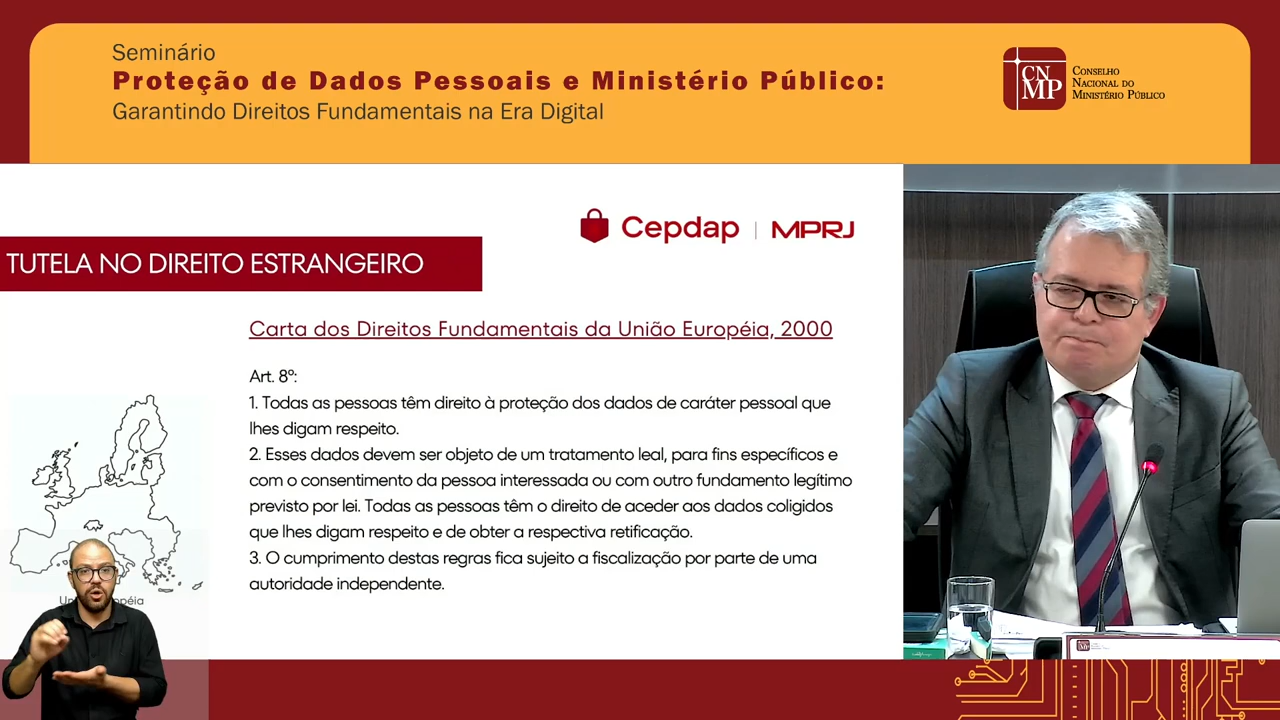 Seminário
Proteção de Dados Pessoais e Ministério Público:
Garantindo Direitos Fundamentais na Era Digital
CN
MP
CONSELHO
NACIONAL DO
MINISTÉRIO PÚBLICO
Cepdap | MPRJ
TUTELA NO DIREITO ESTRANGEIRO
Carta dos Direitos Fundamentais da União Européia, 2000
Art. 8º:
1. Todas as pessoas têm direito à proteção dos dados de caráter pessoal que
lhes digam respeito.
2. Esses dados devem ser objeto de um tratamento leal, para fins específicos e
com o consentimento da pessoa interessada ou com outro fundamento legítimo
previsto por lei. Todas as pessoas têm o direito de aceder aos dados coligidos
que lhes digam respeito e de obter a respectiva retificação.
3. O cumprimento destas regras fica sujeito a fiscalização por parte de uma
autoridade independente.